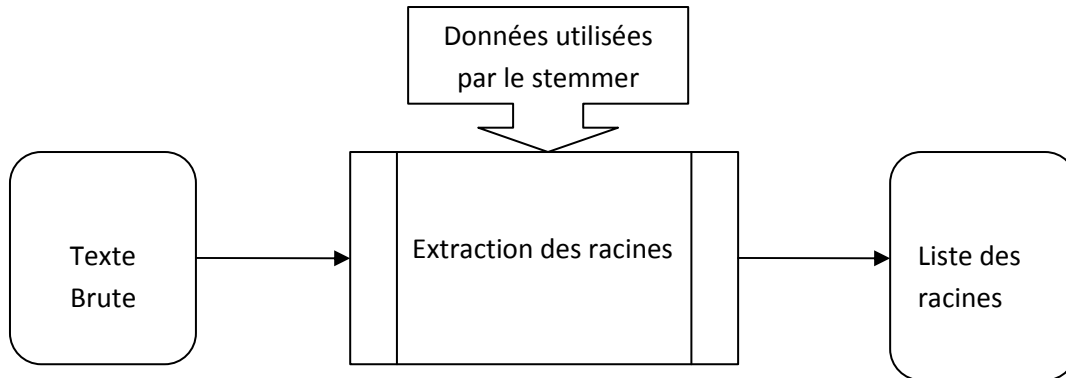 Données utilisées
par le stemmer
Texte
Brute
Extraction des racines
Liste des
racines